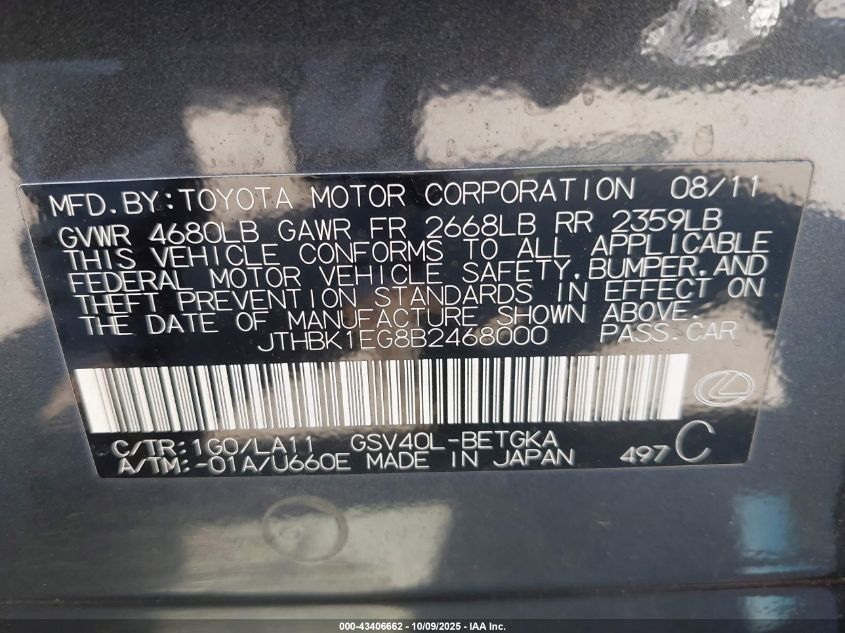 MFD.BY:TOYOTA MOTOR CORPORATION 08/11
GVWR 4680LB GAWR FR 2668LB RR 2359LB
THIS VEHICLE CONFORMS TO ALL APPLICABLE
FEDERAL MOTOR VEHICLE SAFETY,BUMPER,AND
THEFT PREVENTION STANDARDS IN EFFECT ON
THE DATE OF MANUFACTURE SHOWN ABOVE.
JTHBK1EG8B2468000 PASS.CAR
C/TR:1G0/LA11 GSV40L-BETGKA
A/TM:-01A/U660E MADE IN JAPAN 497 C
000-43406662 - 10/09/2025 - IAA Inc.